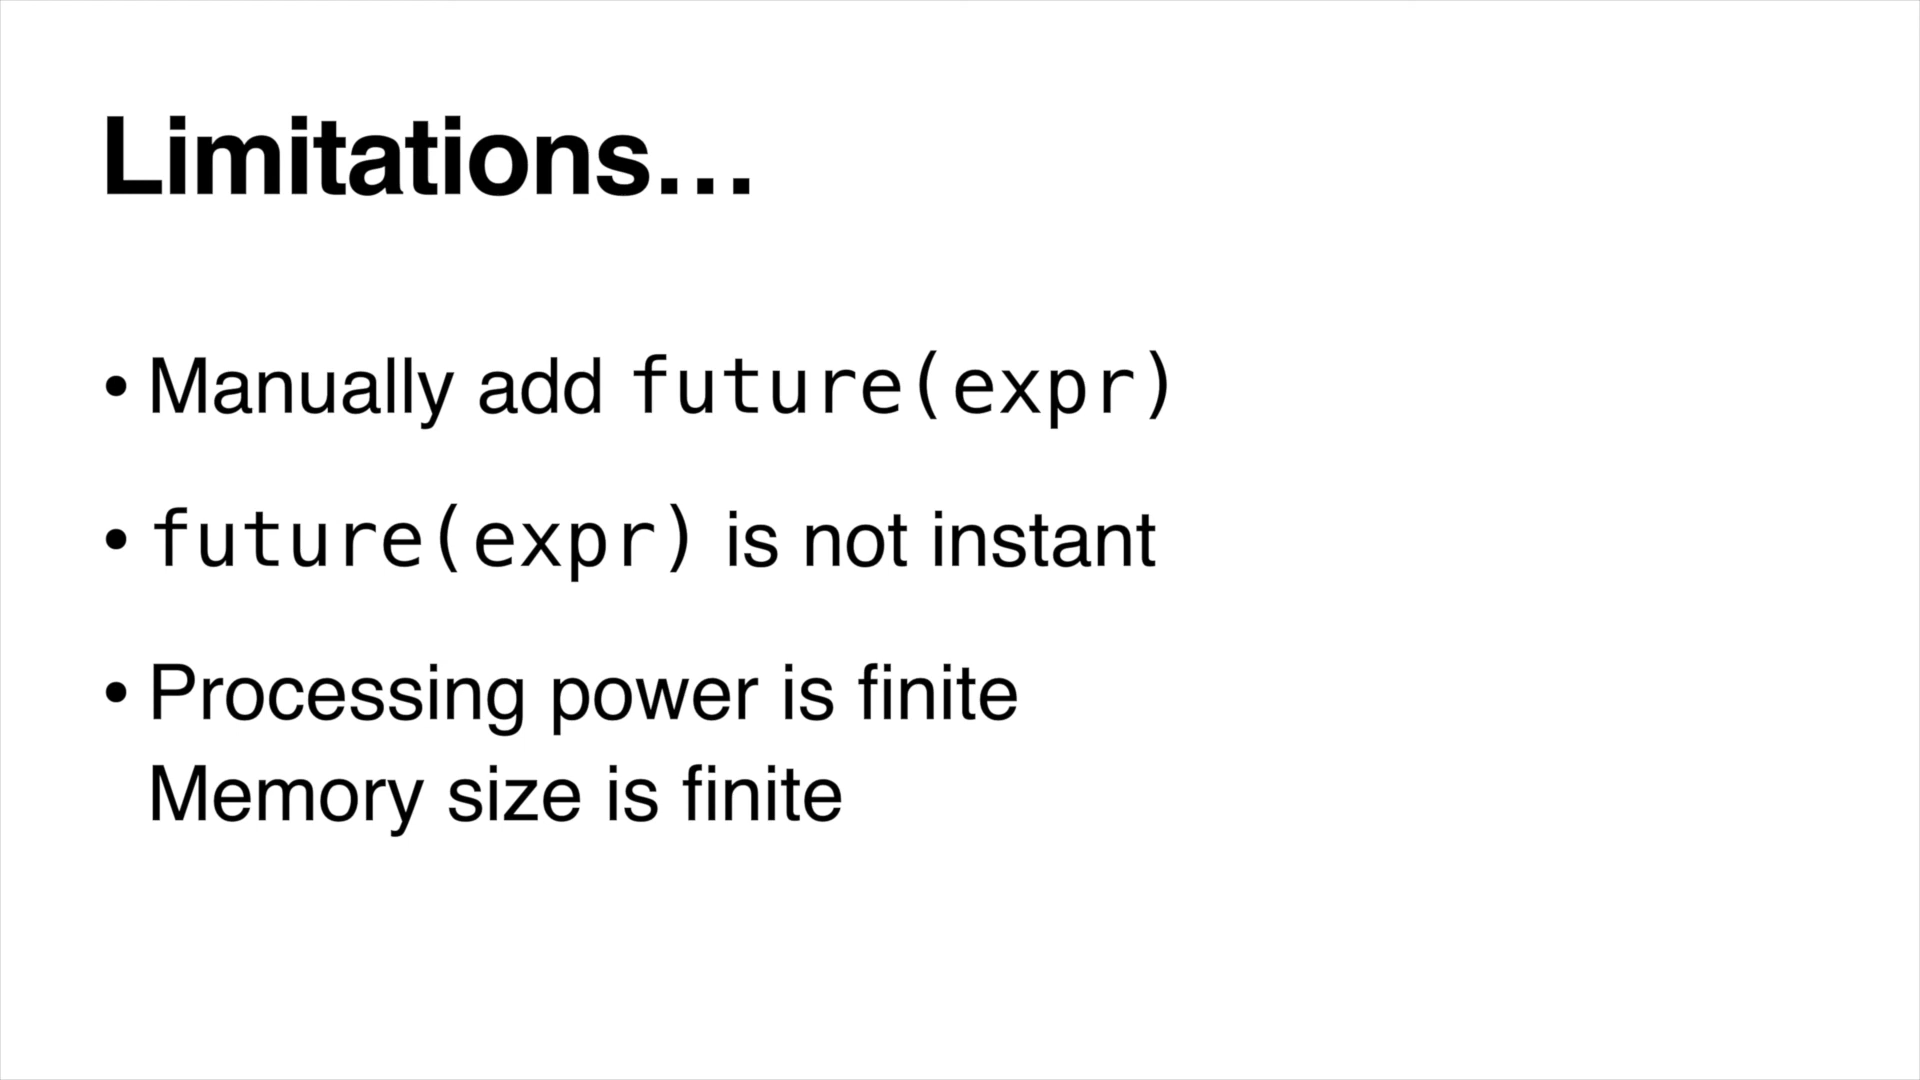 Limitations…
• Manually add future(expr)
• future(expr) is not instant
• Processing power is finite
Memory size is finite